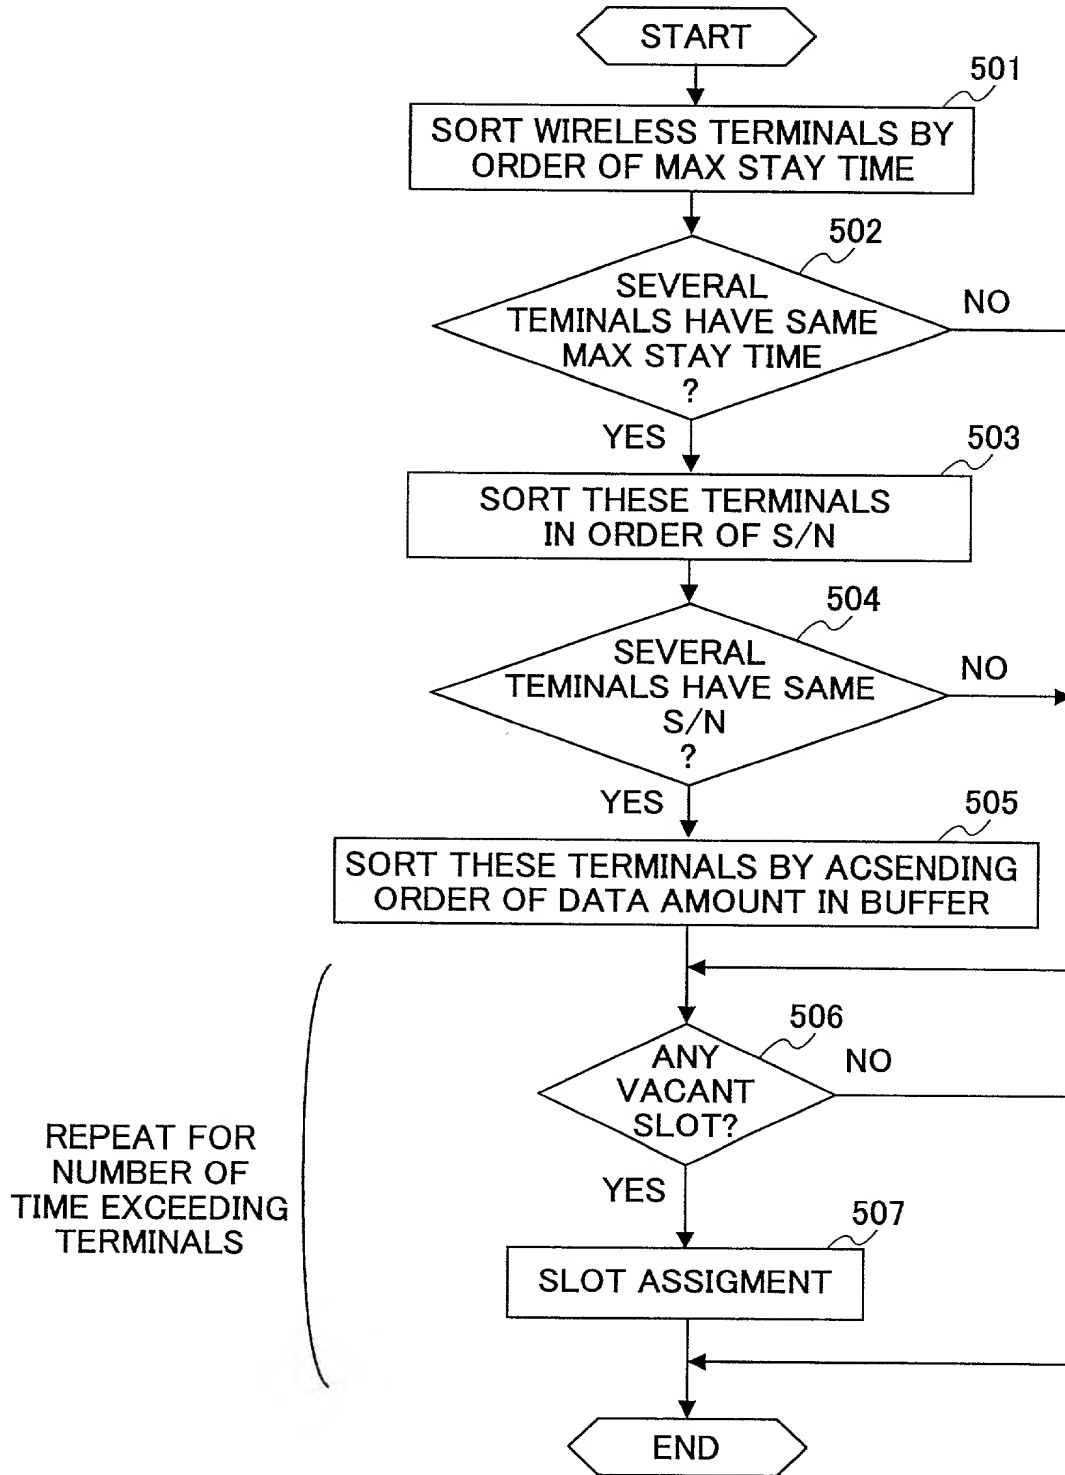 START
501
SORT WIRELESS TERMINALS BY
ORDER OF MAX STAY TIME
502
SEVERAL
TEMINALS HAVE SAME
MAX STAY TIME
?
NO
YES
503
SORT THESE TERMINALS
IN ORDER OF S/N
504
SEVERAL
TEMINALS HAVE SAME
S/N
?
NO
YES
505
SORT THESE TERMINALS BY ACSENDING
ORDER OF DATA AMOUNT IN BUFFER
506
ANY
VACANT
SLOT?
NO
YES
REPEAT FOR
NUMBER OF
TIME EXCEEDING
TERMINALS
507
SLOT ASSIGMENT
END